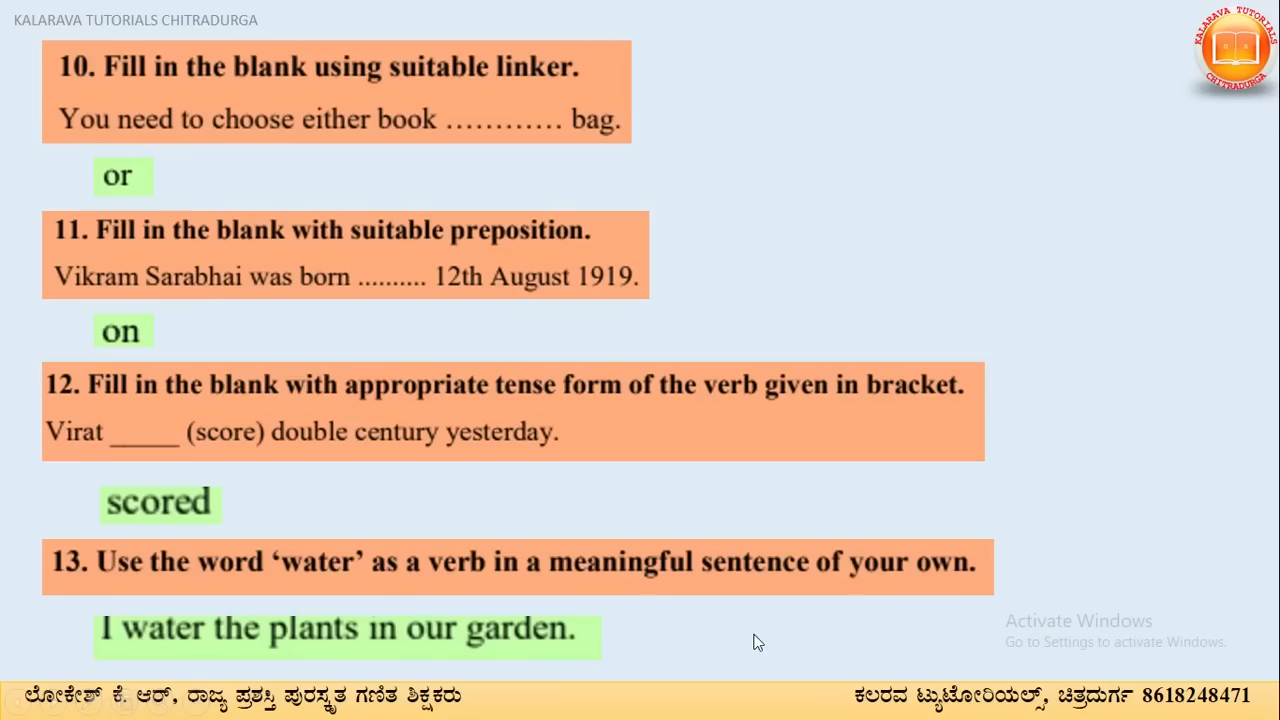 KALARAVA TUTORIALS CHITRADURGA
KALARAVA TUTORIALS
CHITRADURGA
10. Fill in the blank using suitable linker.
You need to choose either book ………… bag.
or
11. Fill in the blank with suitable preposition.
Vikram Sarabhai was born .......... 12th August 1919.
on
12. Fill in the blank with appropriate tense form of the verb given in bracket.
Virat _____ (score) double century yesterday.
scored
13. Use the word ‘water’ as a verb in a meaningful sentence of your own.
I water the plants in our garden.
Activate Windows
Go to Settings to activate Windows.
ಲೋಕೇಶ್ ಕೆ ಆರ್, ರಾಜ್ಯ ಪ್ರಶಸ್ತಿ ಪುರಸ್ಕೃತ ಗಣಿತ ಶಿಕ್ಷಕರು
ಕಲರವ ಟ್ಯುಟೋರಿಯಲ್ಸ್, ಚಿತ್ರದುರ್ಗ 8618248471